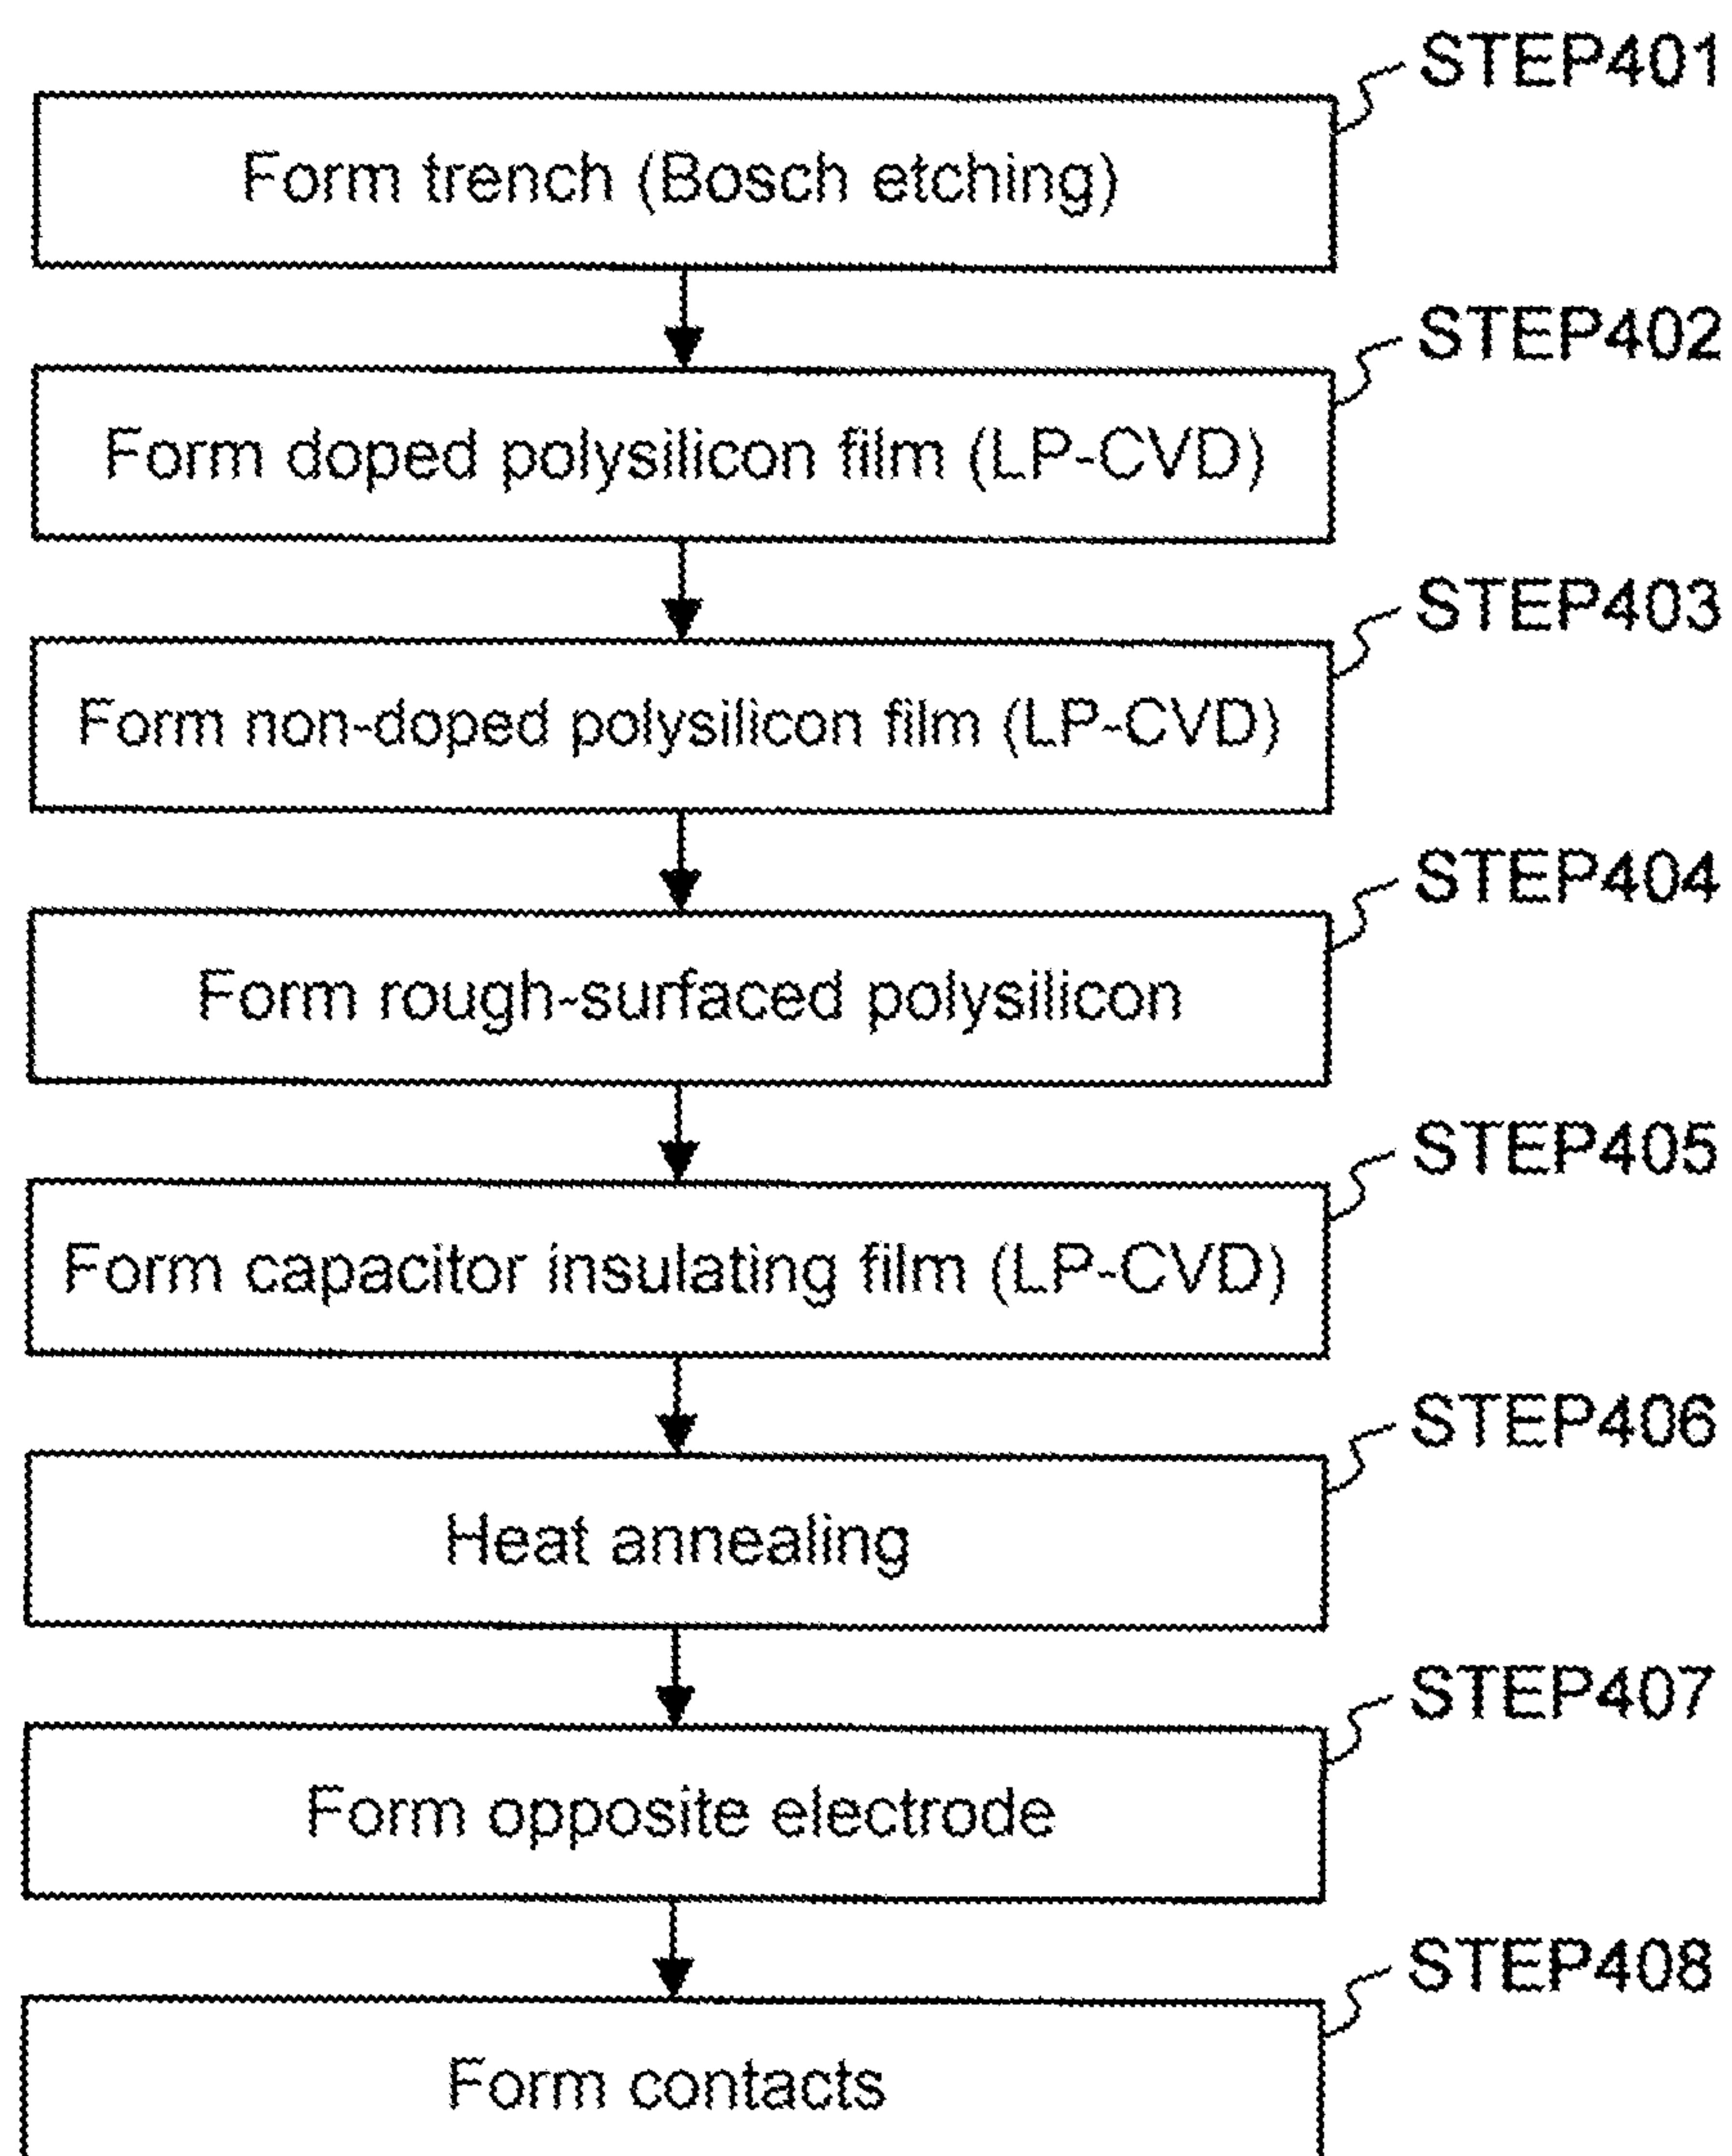 STEP401
Form trench (Bosch etching)
STEP402
Form doped polysilicon film (LP-CVD)
STEP403
Form non-doped polysilicon film (LP-CVD)
STEP404
Form rough-surfaced polysilicon
STEP405
Form capacitor insulating film (LP-CVD)
STEP406
Heat annealing
STEP407
Form opposite electrode
STEP408
Form contacts